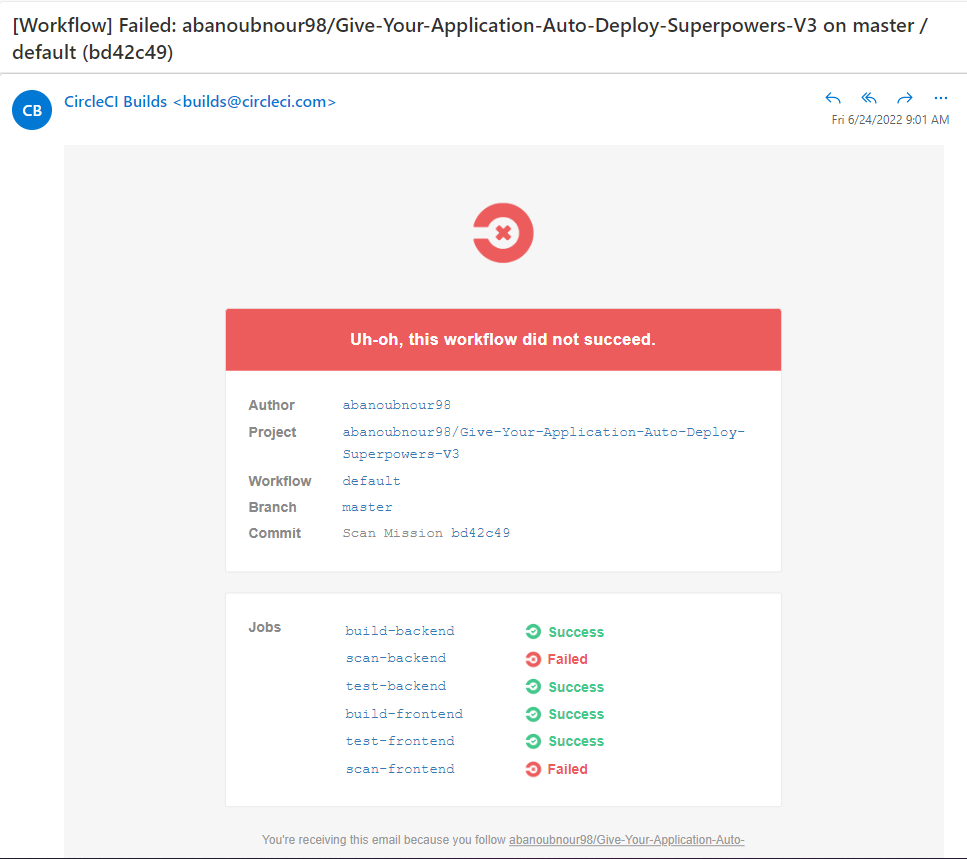 [Workflow] Failed: abanoubnour98/Give-Your-Application-Auto-Deploy-Superpowers-V3 on master /
default (bd42c49)
CB
CircleCI Builds <builds@circleci.com>
Fri 6/24/2022 9:01 AM
Uh-oh, this workflow did not succeed.
Author abanoubnour98
Project abanoubnour98/Give-Your-Application-Auto-Deploy-
Superpowers-V3
Workflow default
Branch master
Commit Scan Mission bd42c49
Jobs
build-backend Success
scan-backend Failed
test-backend Success
build-frontend Success
test-frontend Success
scan-frontend Failed
You're receiving this email because you follow abanoubnour98/Give-Your-Application-Auto-